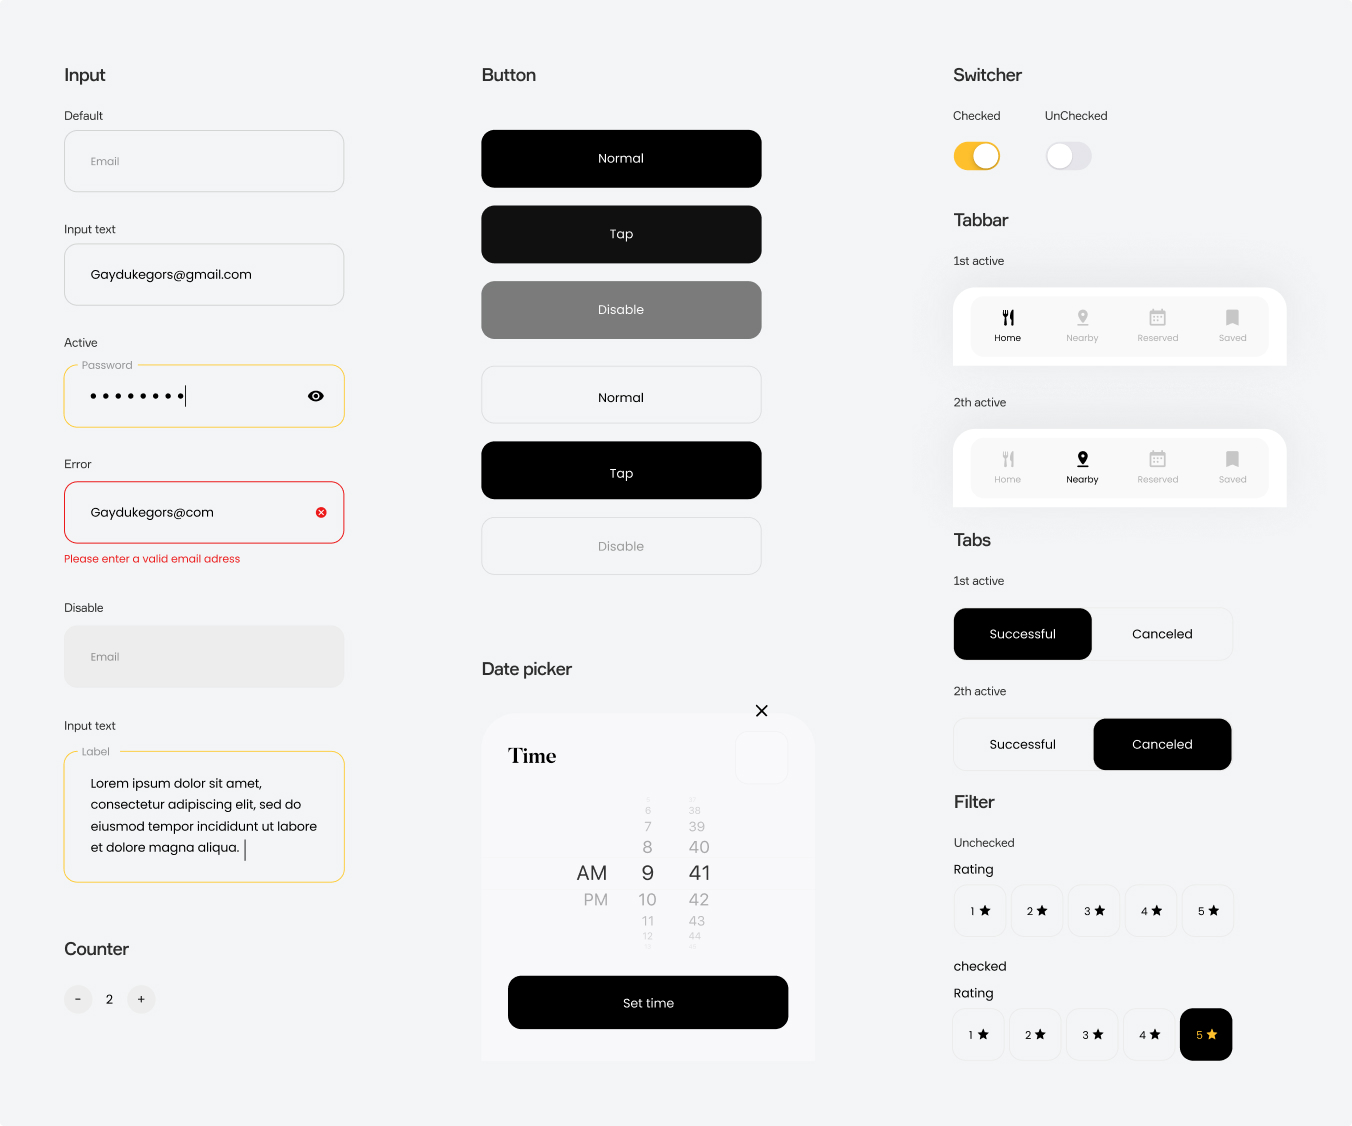 Input
Default
Email
Input text
Gaydukegors@gmail.com
Active
Password
Error
Gaydukegors@com
Please enter a valid email adress
Disable
Email
Input text
Label
Lorem ipsum dolor sit amet,
consectetur adipiscing elit, sed do
eiusmod tempor incididunt ut labore
et dolore magna aliqua.
Counter
- 2 +
Button
Normal
Tap
Disable
Normal
Tap
Disable
Date picker
Time
6 38
7 39
8 40
AM 9 41
PM 10 42
11 43
12 44
Set time
Switcher
Checked UnChecked
Tabbar
1st active
Home Nearby Reserved Saved
2th active
Home Nearby Reserved Saved
Tabs
1st active
Successful Canceled
2th active
Successful Canceled
Filter
Unchecked
Rating
1 2 3 4 5
checked
Rating
1 2 3 4 5